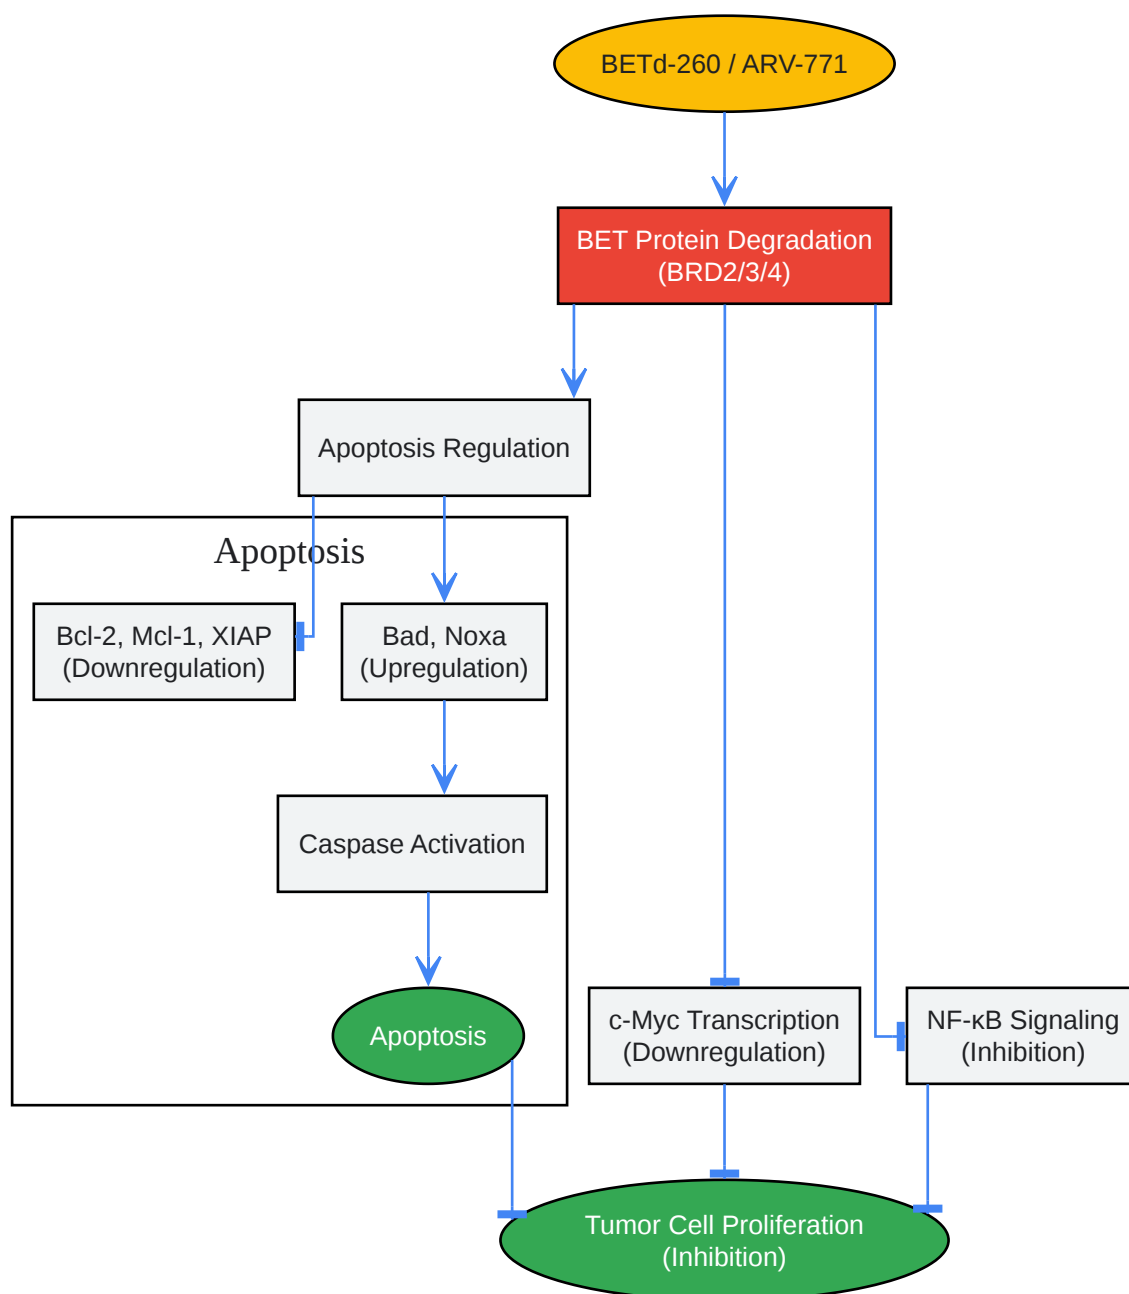 BETd-260 / ARV-771
BET Protein Degradation
(BRD2/3/4)
Apoptosis Regulation
Apoptosis
Bcl-2, Mcl-1, XIAP
(Downregulation)
Bad, Noxa
(Upregulation)
Caspase Activation
Apoptosis
c-Myc Transcription
(Downregulation)
NF-κB Signaling
(Inhibition)
Tumor Cell Proliferation
(Inhibition)